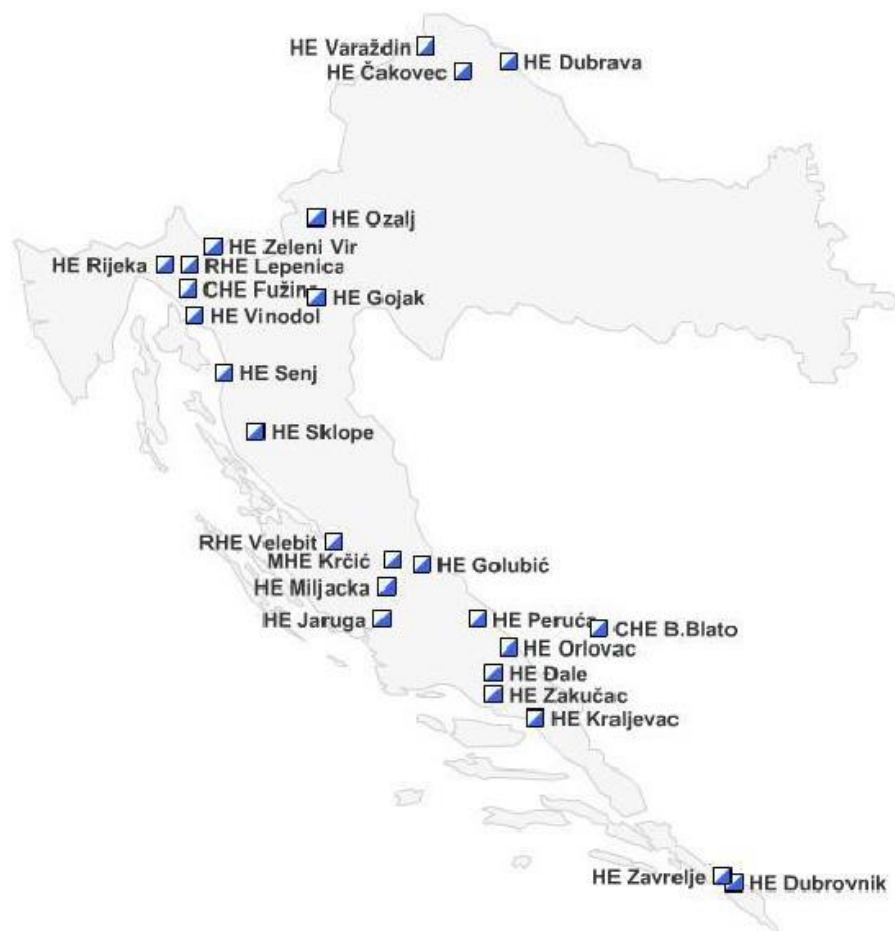 HE Varaždin
HE Dubrava
HE Čakovec
HE Ozalj
HE Zeleni Vir
HE Rijeka
RHE Lepenica
CHE Fužine
HE Gojak
HE Vinodol
HE Senj
HE Sklope
RHE Velebit
MHE Krčić
HE Golubić
HE Miljacka
HE Jaruga
HE Peruća
CHE B.Blato
HE Orlovac
HE Đale
HE Zakučac
HE Kraljevac
HE Zavrelje
HE Dubrovnik